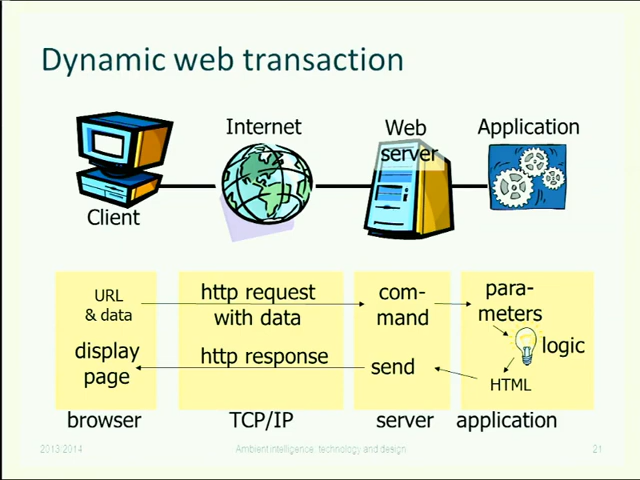 Dynamic web transaction
Internet
Web
server
Application
Client
URL
& data
http request
with data
com-
mand
para-
meters
logic
display
page
http response
send
HTML
browser
TCP/IP
server
application
2013/2014
Ambient intelligence: technology and design
21